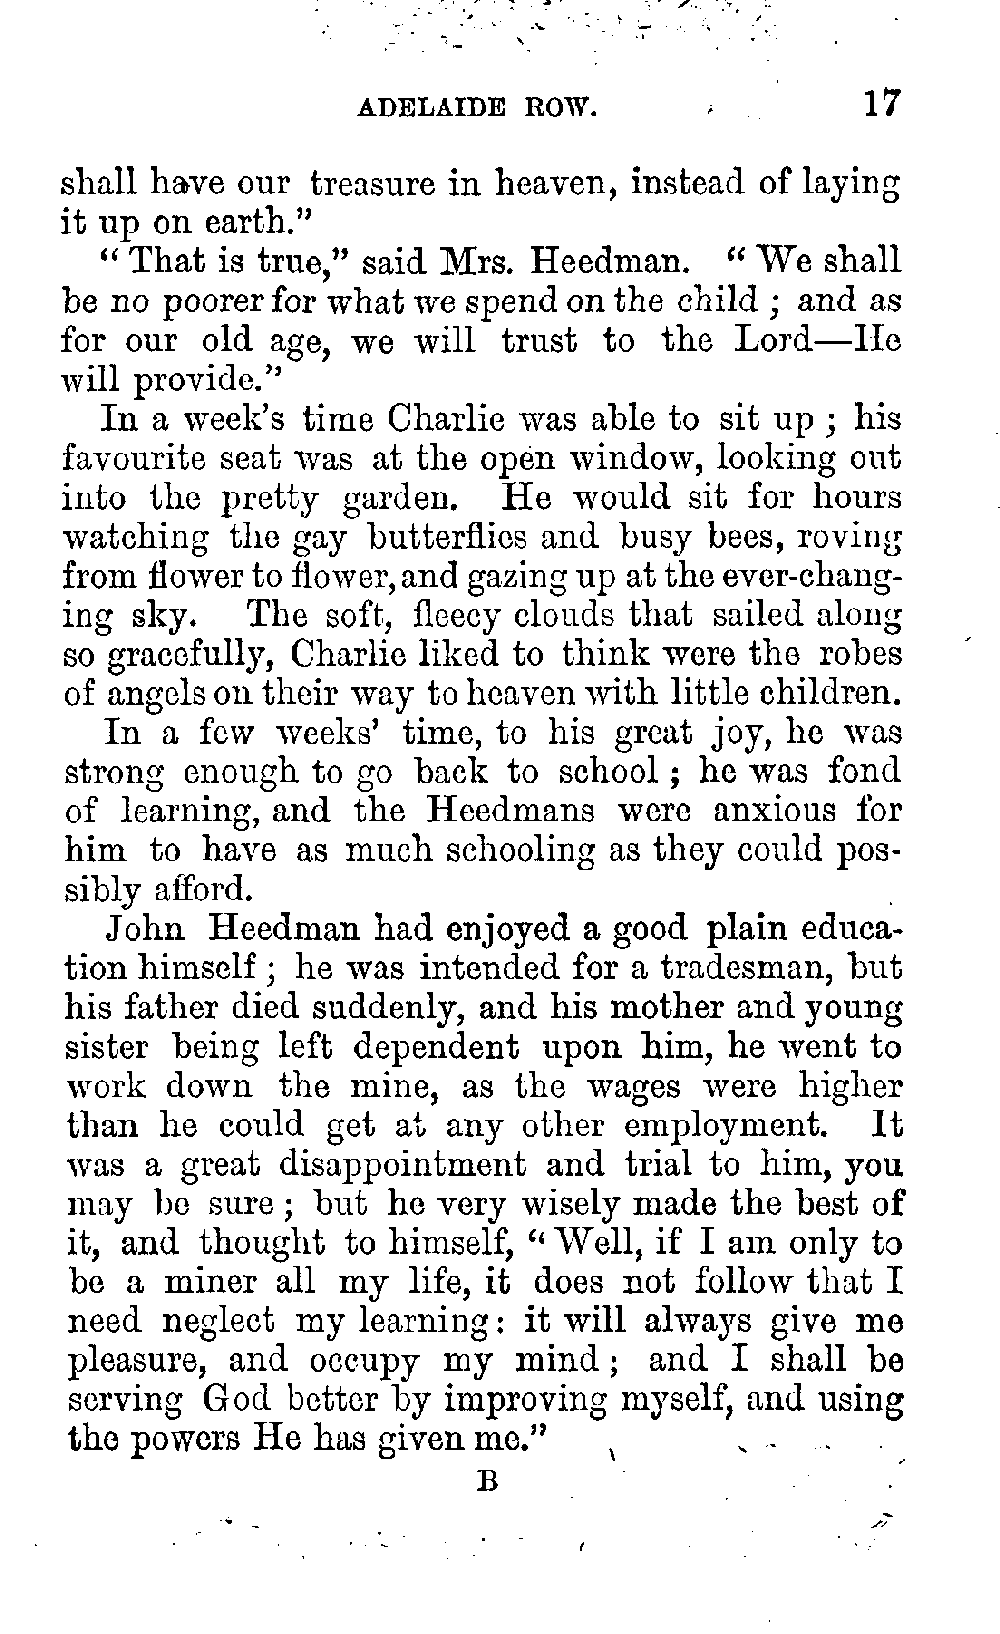 ADELAIDE ROW. 17
shall have our treasure in heaven, instead of laying
it up on earth."
"That is true," said Mrs. Heedman. "We shall
be no poorer for what we spend on the child; and as
for our old age, we will trust to the Lord—He
will provide."
In a week's time Charlie was able to sit up; his
favourite seat was at the open window, looking out
into the pretty garden. He would sit for hours
watching the gay butterflies and busy bees, roving
from flower to flower, and gazing up at the ever-chang-
ing sky. The soft, fleecy clouds that sailed along
so gracefully, Charlie liked to think were the robes
of angels on their way to heaven with little children.
In a few weeks' time, to his great joy, he was
strong enough to go back to school; he was fond
of learning, and the Heedmans were anxious for
him to have as much schooling as they could pos-
sibly afford.
John Heedman had enjoyed a good plain educa-
tion himself; he was intended for a tradesman, but
his father died suddenly, and his mother and young
sister being left dependent upon him, he went to
work down the mine, as the wages were higher
than he could get at any other employment. It
was a great disappointment and trial to him, you
may be sure; but he very wisely made the best of
it, and thought to himself, "Well, if I am only to
be a miner all my life, it does not follow that I
need neglect my learning: it will always give me
pleasure, and occupy my mind; and I shall be
serving God better by improving myself, and using
the powers He has given me."
B